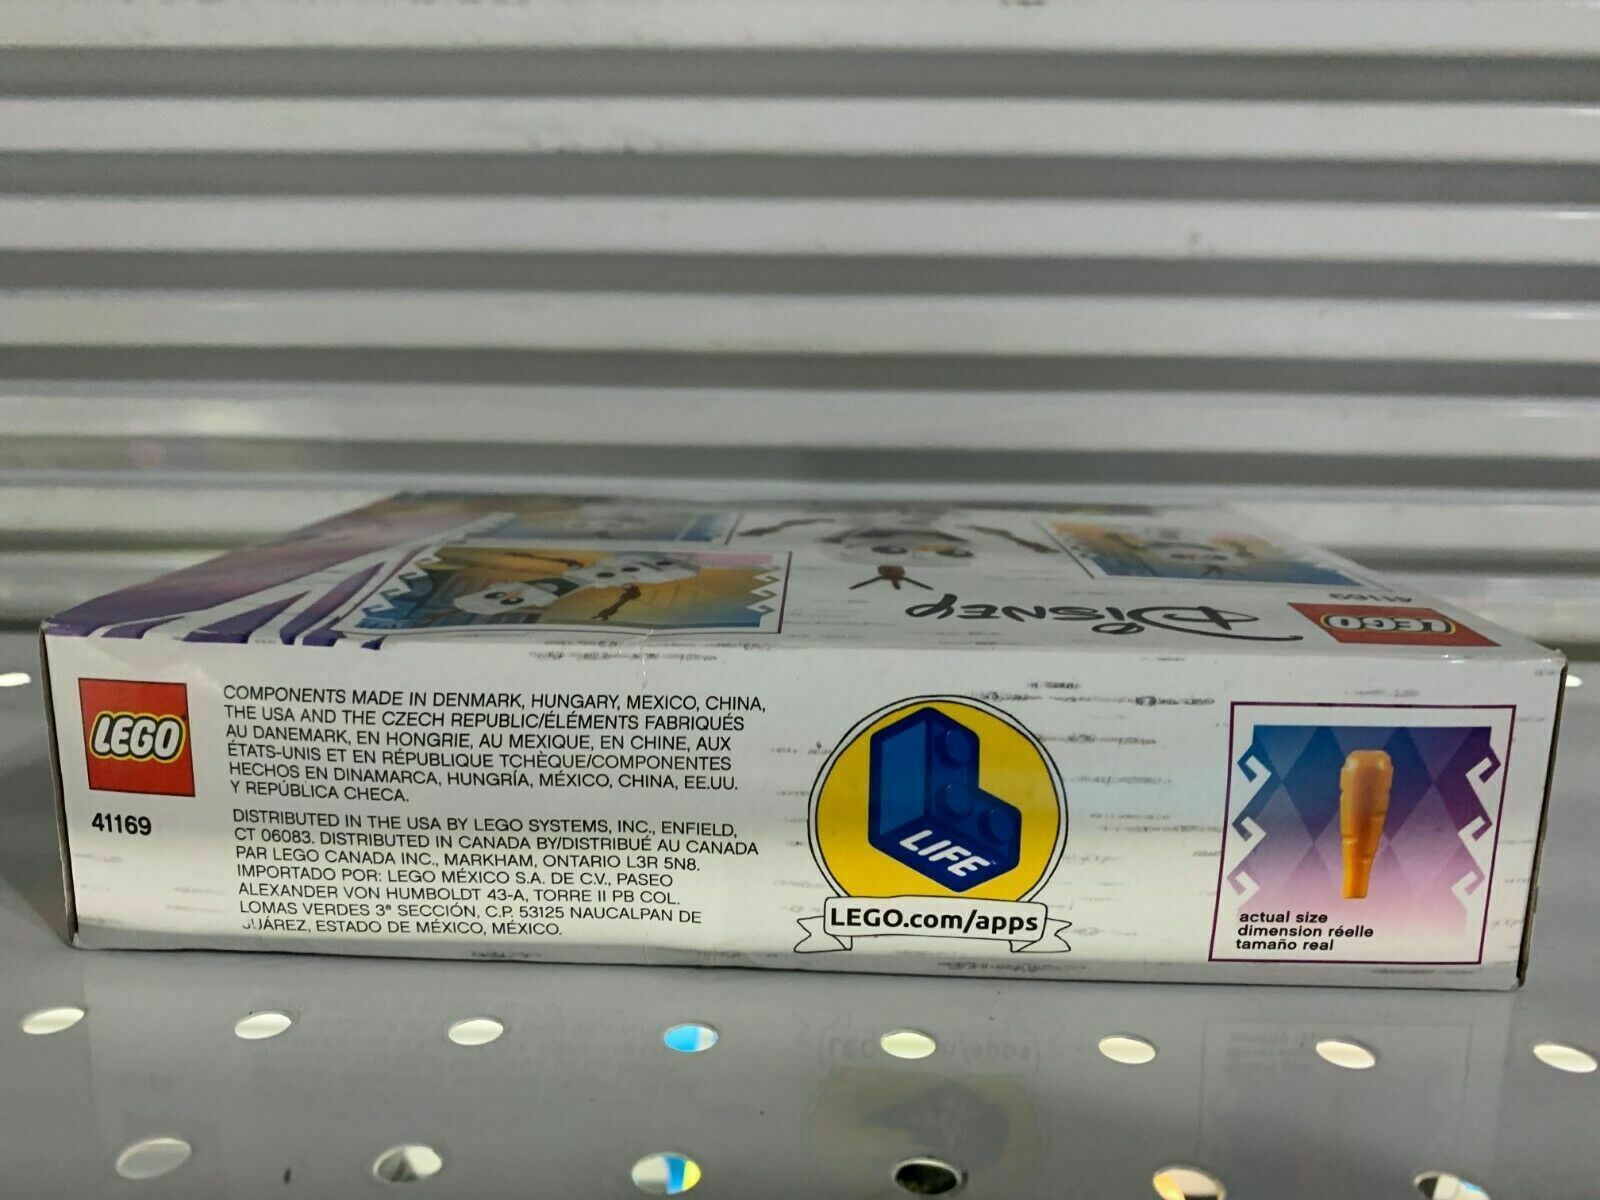 DISNEY
LEGO
41169
LEGO
41169
COMPONENTS MADE IN DENMARK, HUNGARY, MEXICO, CHINA,
THE USA AND THE CZECH REPUBLIC/ÉLÉMENTS FABRIQUÉS
AU DANEMARK, EN HONGRIE, AU MEXIQUE, EN CHINE, AUX
ÉTATS-UNIS ET EN RÉPUBLIQUE TCHÈQUE/COMPONENTES
HECHOS EN DINAMARCA, HUNGRÍA, MÉXICO, CHINA, EE.UU.
Y REPÚBLICA CHECA.
DISTRIBUTED IN THE USA BY LEGO SYSTEMS, INC., ENFIELD,
CT 06083. DISTRIBUTED IN CANADA BY/DISTRIBUÉ AU CANADA
PAR LEGO CANADA INC., MARKHAM, ONTARIO L3R 5N8.
IMPORTADO POR: LEGO MÉXICO S.A. DE C.V., PASEO
ALEXANDER VON HUMBOLDT 43-A, TORRE II PB COL.
LOMAS VERDES 3ª SECCIÓN, C.P. 53125 NAUCALPAN DE
JUÁREZ, ESTADO DE MÉXICO, MÉXICO.
LIFE™
LEGO.com/apps
actual size
dimension réelle
tamaño real